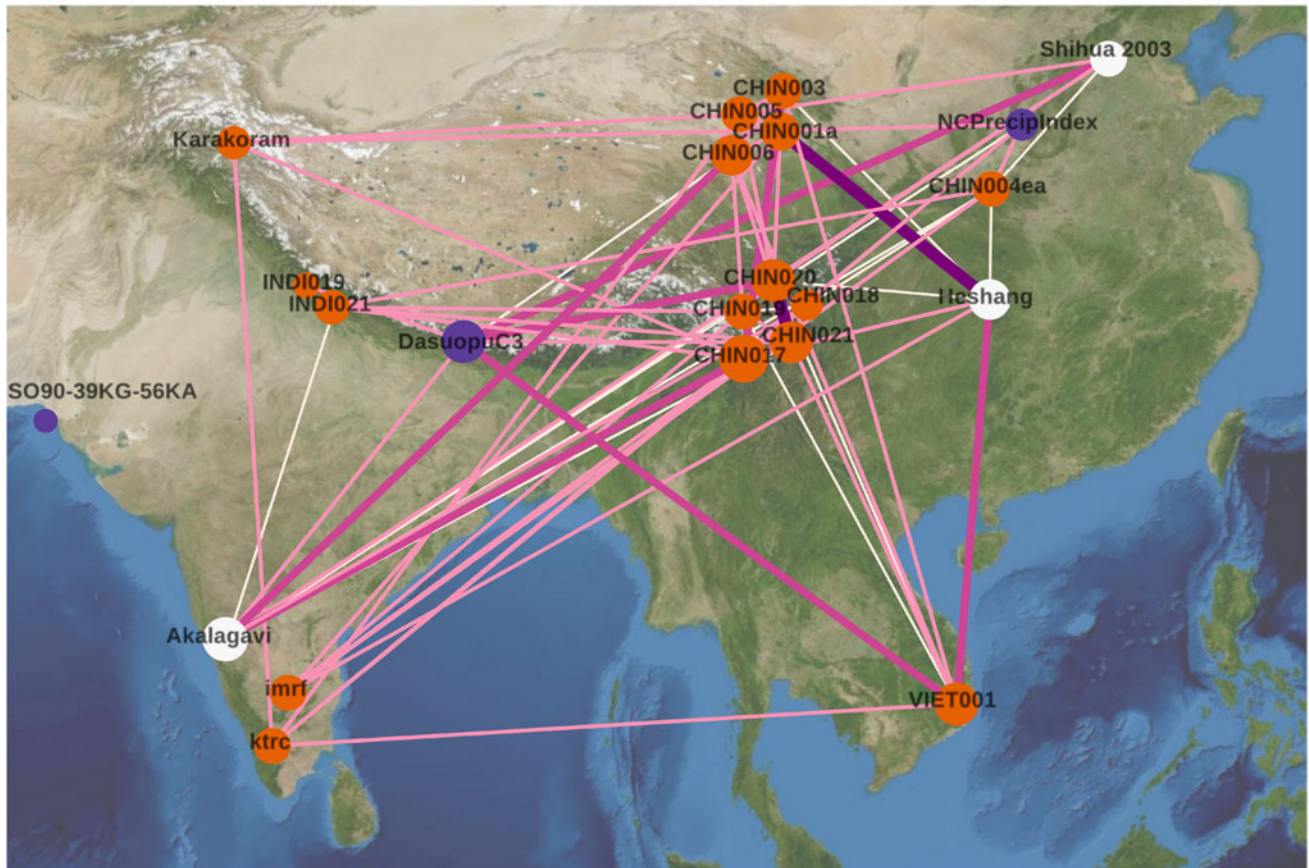 Shihua 2003
CHIN003
CHIN005
NCPrecipIndex
CHIN001a
Karakoram
CHIN006
CHIN004ea
CHIN020
INDI019
CHIN018
Heshang
INDI021
CHIN019
CHIN021
DasuopuC3
CHIN017
SO90-39KG-56KA
Akalagavi
imrf
VIET001
ktrc